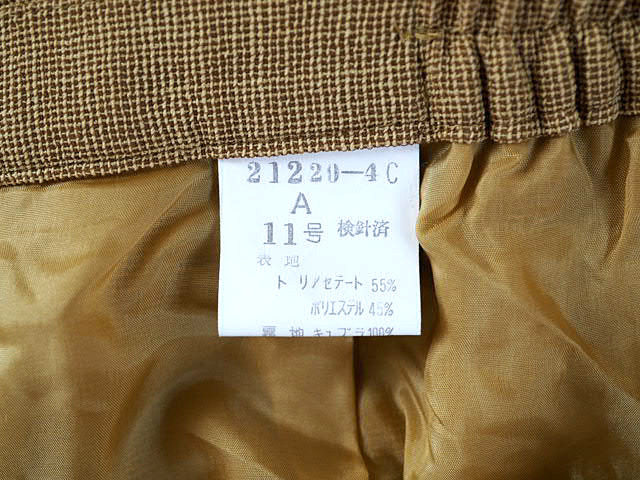 21220-4C
A
11号 検針済
表地
トリアセテート 55%
ポリエステル 45%
裏地 キュプラ100%